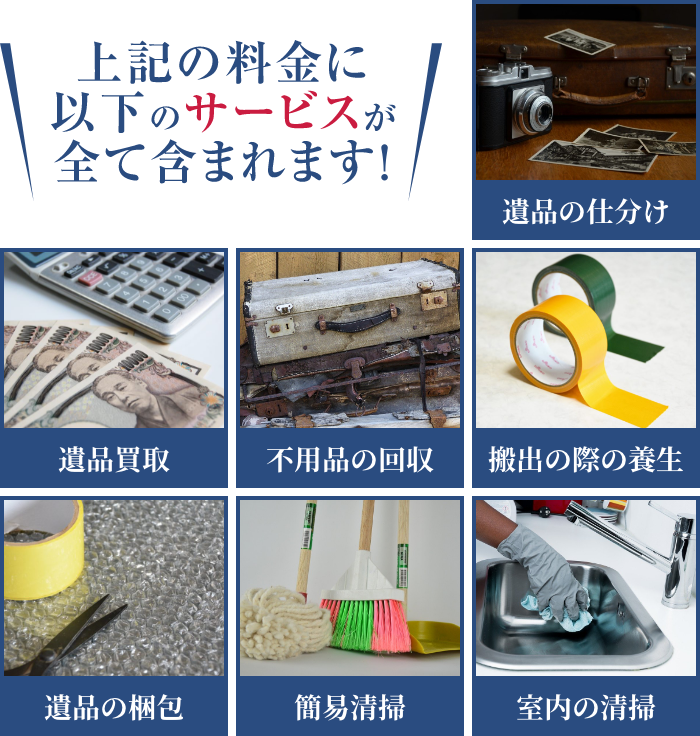 上記の料金に
以下のサービスが
全て含まれます!
遺品の仕分け
遺品買取
不用品の回収
搬出の際の養生
遺品の梱包
簡易清掃
室内の清掃